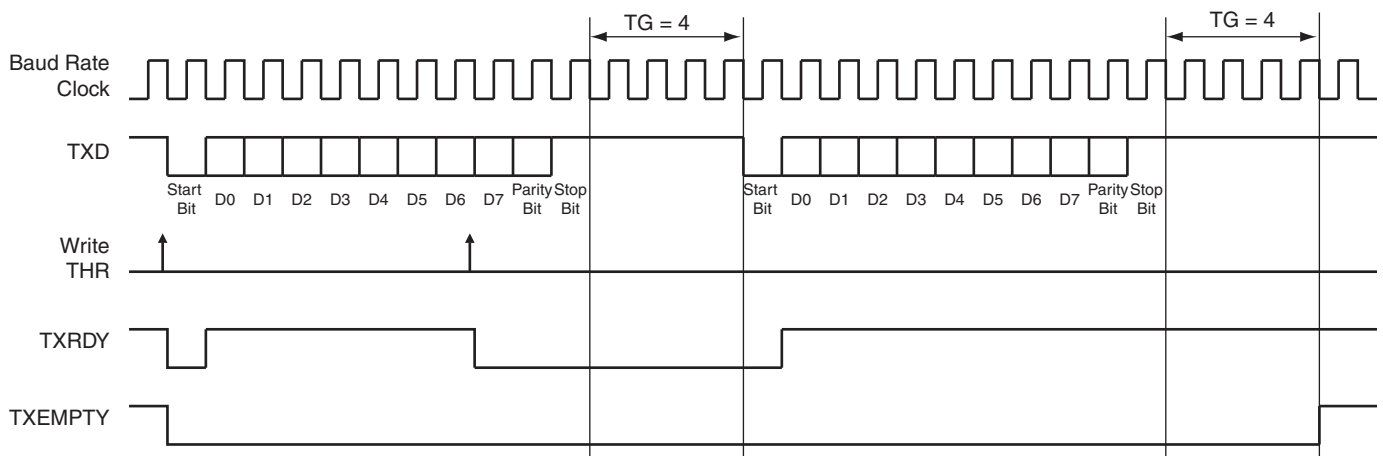 TG = 4
TG = 4
Baud Rate
Clock
TXD
Start
Bit
D0
D1
D2
D3
D4
D5
D6
D7
Parity
Bit
Stop
Bit
Start
Bit
D0
D1
D2
D3
D4
D5
D6
D7
Parity
Bit
Stop
Bit
Write
THR
TXRDY
TXEMPTY